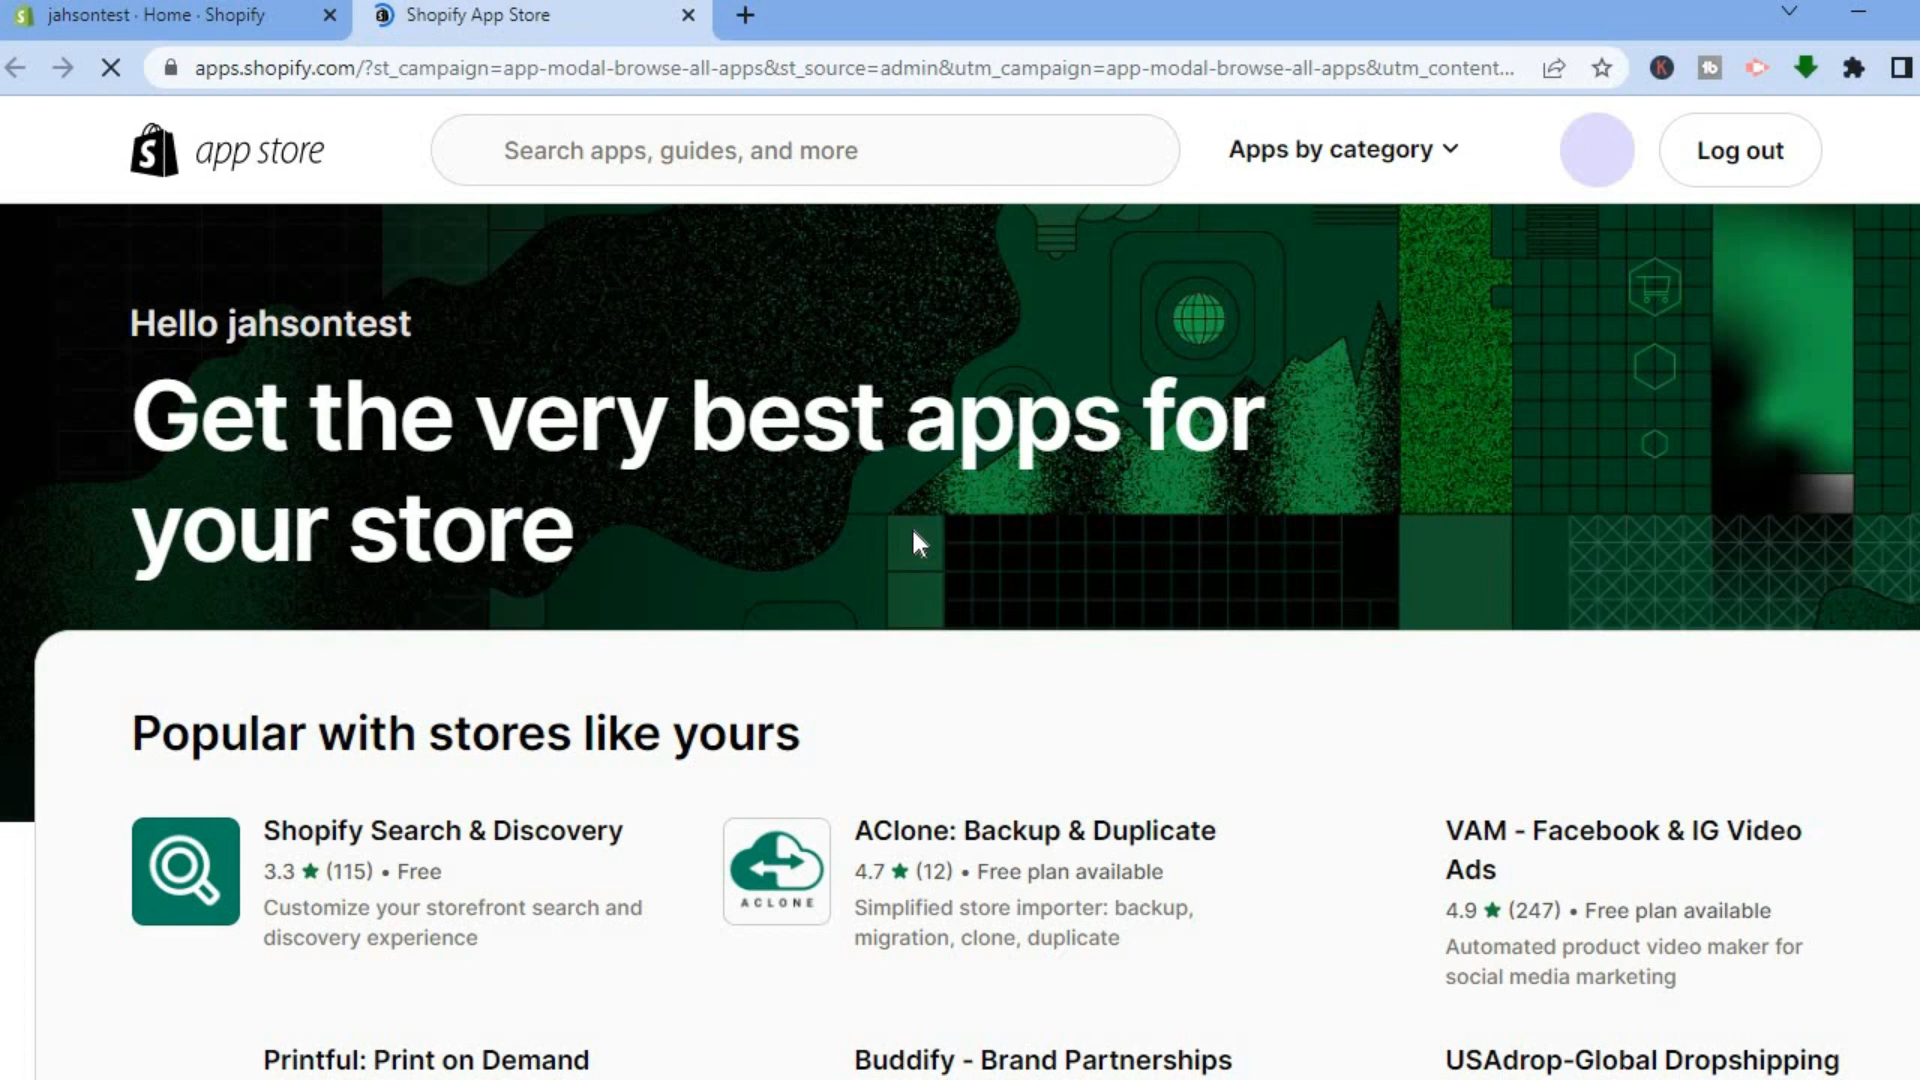 jahsontest · Home · Shopify
Shopify App Store
apps.shopify.com/?st_campaign=app-modal-browse-all-apps&st_source=admin&utm_campaign=app-modal-browse-all-apps&utm_content...
K
tb
S app store
Search apps, guides, and more
Apps by category
Log out
Hello jahsontest
Get the very best apps for
your store
Popular with stores like yours
Shopify Search & Discovery
3.3 ★ (115) • Free
Customize your storefront search and
discovery experience
ACLONE
AClone: Backup & Duplicate
4.7 ★ (12) • Free plan available
Simplified store importer: backup,
migration, clone, duplicate
VAM - Facebook & IG Video
Ads
4.9 ★ (247) • Free plan available
Automated product video maker for
social media marketing
Printful: Print on Demand
Buddify - Brand Partnerships
USAdrop-Global Dropshipping